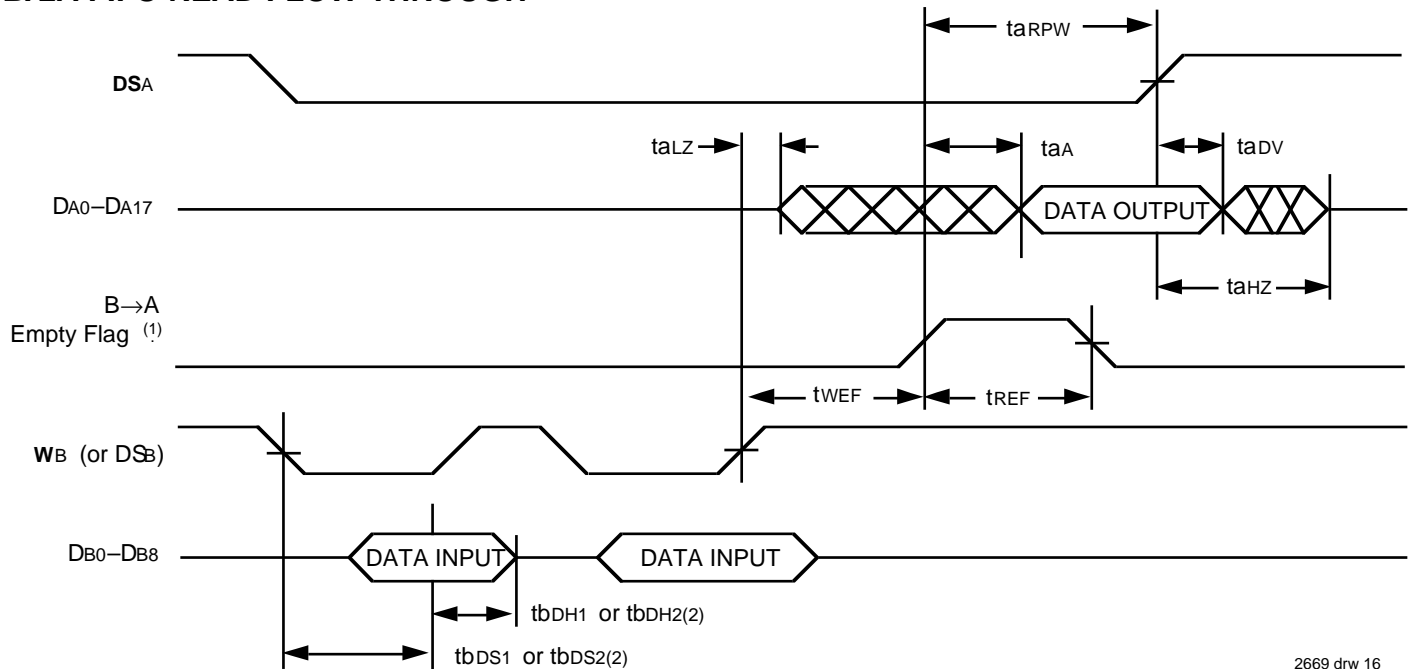 taRPW
DSA
taLZ
taA
taDV
DA0–DA17
DATA OUTPUT
taHZ
B→A
Empty Flag (1)
tWEF
tREF
WB (or DSB)
DB0–DB8
DATA INPUT
DATA INPUT
tbDH1 or tbDH2(2)
tbDS1 or tbDS2(2)
2669 drw 16